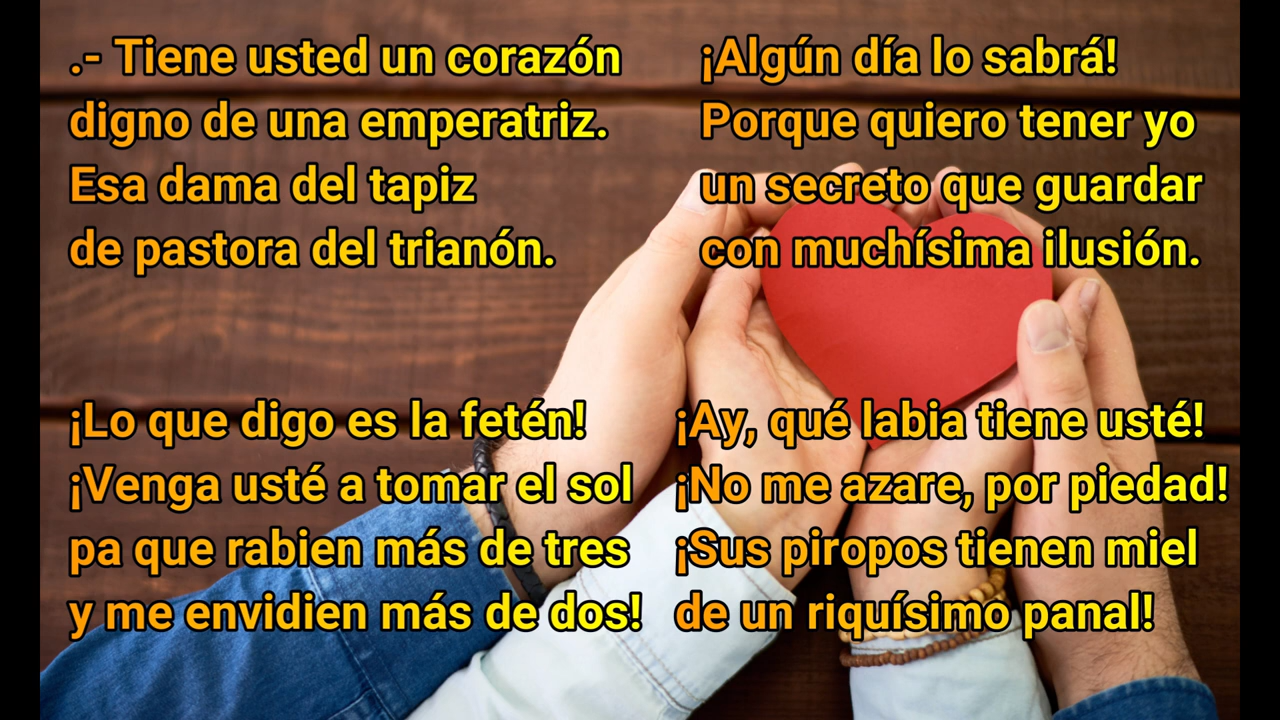 .- Tiene usted un corazón
digno de una emperatriz.
Esa dama del tapiz
de pastora del trianón.
¡Algún día lo sabrá!
Porque quiero tener yo
un secreto que guardar
con muchísima ilusión.
¡Lo que digo es la fetén!
¡Venga usté a tomar el sol
pa que rabien más de tres
y me envidien más de dos!
¡Ay, qué labia tiene usté!
¡No me azare, por piedad!
¡Sus piropos tienen miel
de un riquísimo panal!